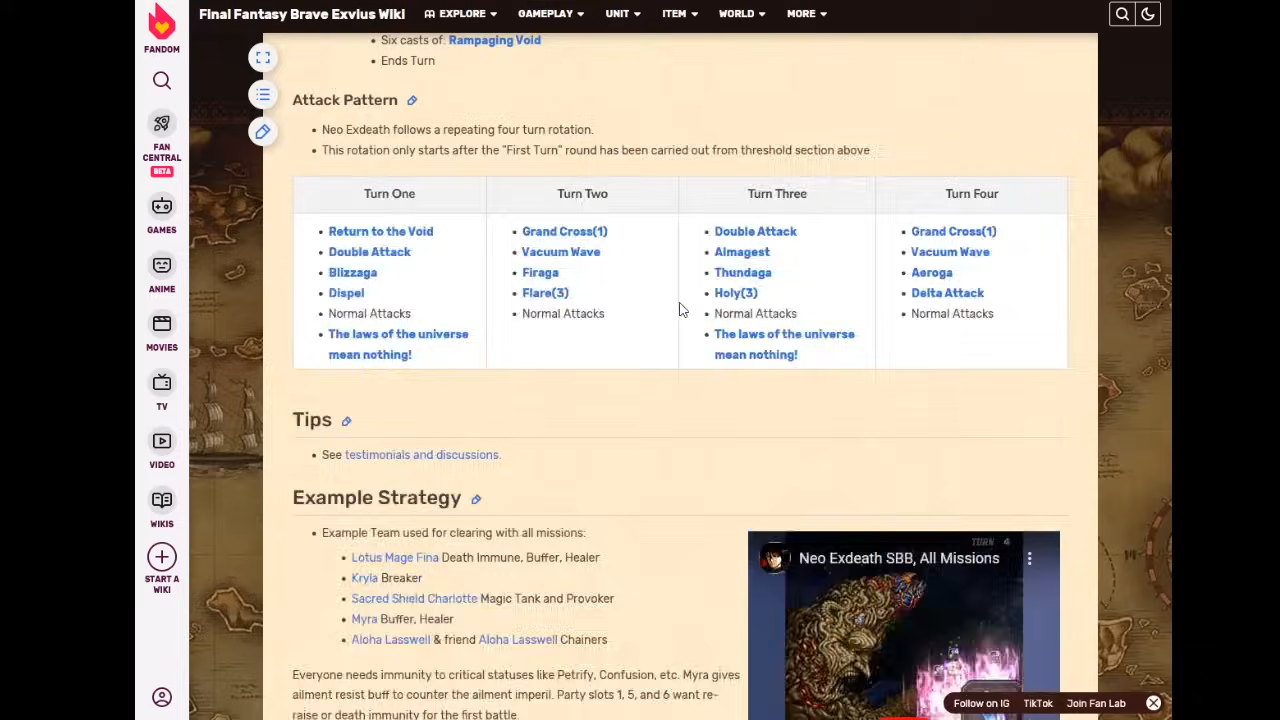 Final Fantasy Brave Exvius Wiki
EXPLORE
GAMEPLAY
UNIT
ITEM
WORLD
MORE
FANDOM
FAN CENTRAL
BETA
GAMES
ANIME
MOVIES
TV
VIDEO
WIKIS
START A WIKI
Six casts of: Rampaging Void
Ends Turn
Attack Pattern
Neo Exdeath follows a repeating four turn rotation.
This rotation only starts after the "First Turn" round has been carried out from threshold section above
Turn One
Turn Two
Turn Three
Turn Four
Return to the Void
Double Attack
Blizzaga
Dispel
Normal Attacks
The laws of the universe
mean nothing!
Grand Cross(1)
Vacuum Wave
Firaga
Flare(3)
Normal Attacks
Double Attack
Almagest
Thundaga
Holy(3)
Normal Attacks
The laws of the universe
mean nothing!
Grand Cross(1)
Vacuum Wave
Aeroga
Delta Attack
Normal Attacks
Tips
See testimonials and discussions.
Example Strategy
Example Team used for clearing with all missions:
Lotus Mage Fina Death Immune, Buffer, Healer
Kryla Breaker
Sacred Shield Charlotte Magic Tank and Provoker
Myra Buffer, Healer
Aloha Lasswell & friend Aloha Lasswell Chainers
Everyone needs immunity to critical statuses like Petrify, Confusion, etc. Myra gives
ailment resist buff to counter the ailment imperil. Party slots 1, 5, and 6 want re-
raise or death immunity for the first battle.
TURN 4
Neo Exdeath SBB, All Missions
Follow on IG
TikTok
Join Fan Lab